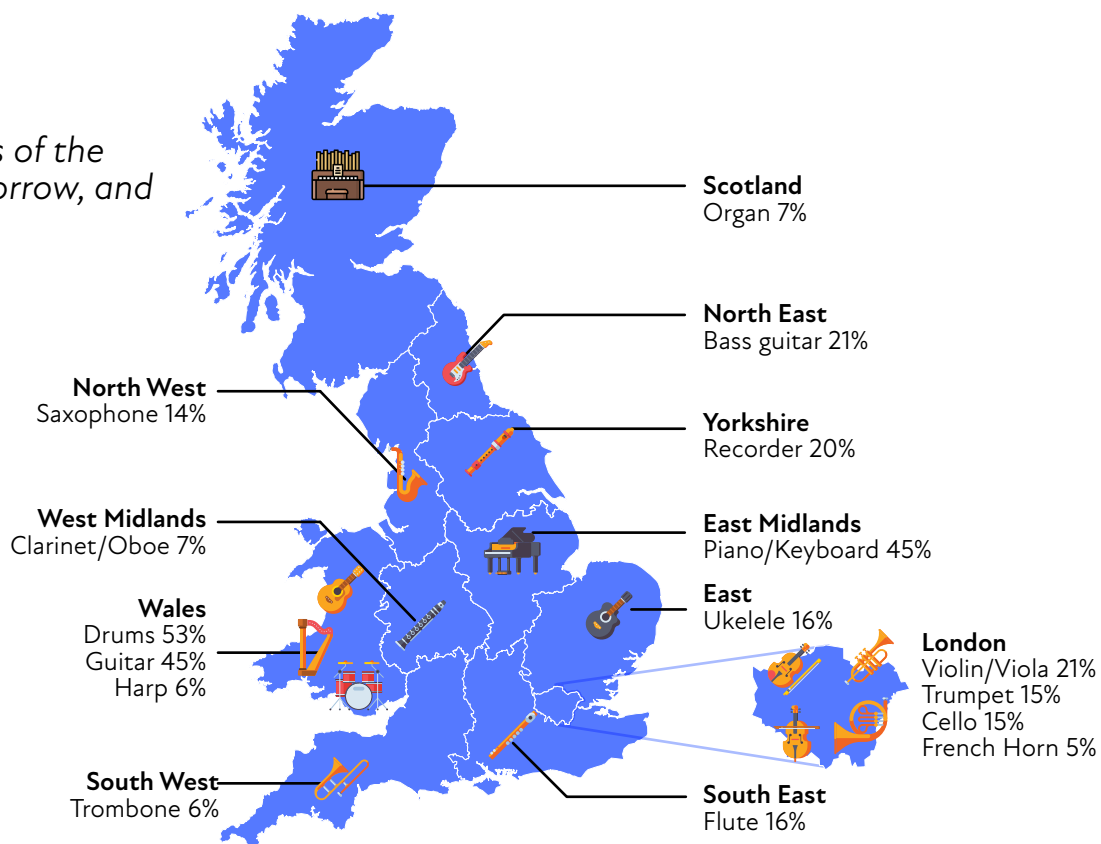 s of the
orrow, and
Scotland
Organ 7%
North East
Bass guitar 21%
North West
Saxophone 14%
Yorkshire
Recorder 20%
West Midlands
Clarinet/Oboe 7%
East Midlands
Piano/Keyboard 45%
East
Ukelele 16%
Wales
Drums 53%
Guitar 45%
Harp 6%
London
Violin/Viola 21%
Trumpet 15%
Cello 15%
French Horn 5%
South West
Trombone 6%
South East
Flute 16%